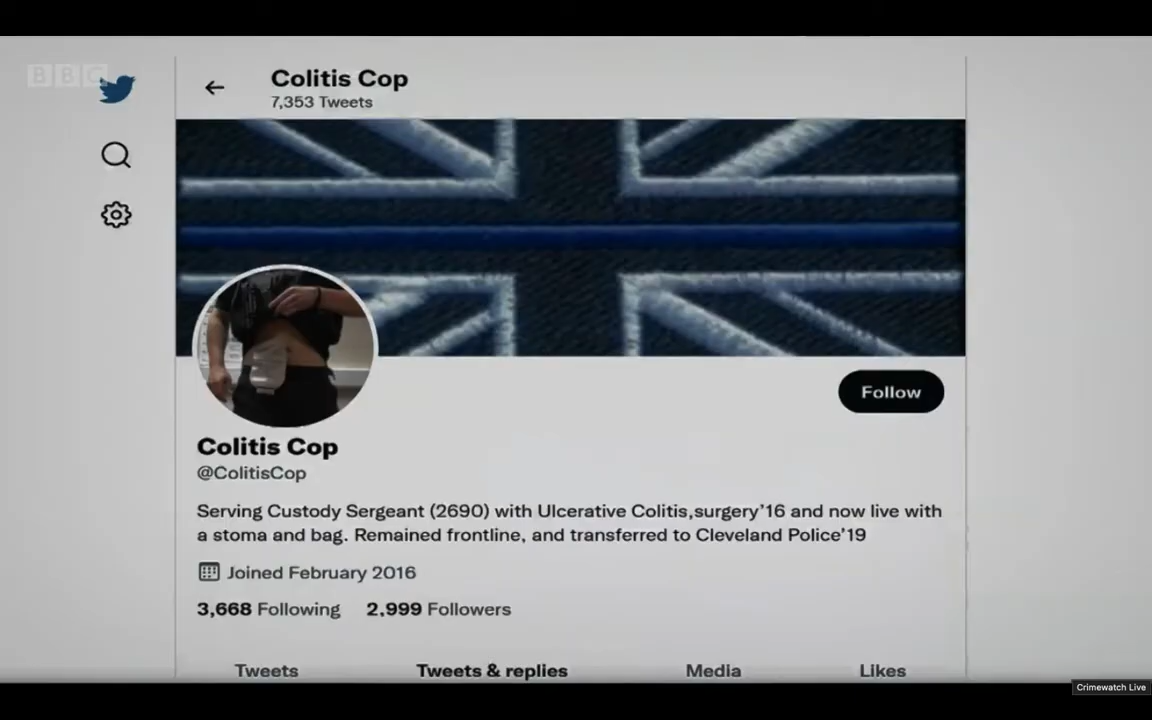 BBC
Colitis Cop
7,353 Tweets
Follow
Colitis Cop
@ColitisCop
Serving Custody Sergeant (2690) with Ulcerative Colitis,surgery'16 and now live with
a stoma and bag. Remained frontline, and transferred to Cleveland Police'19
Joined February 2016
3,668 Following 2,999 Followers
Tweets Tweets & replies Media Likes
Crimewatch Live